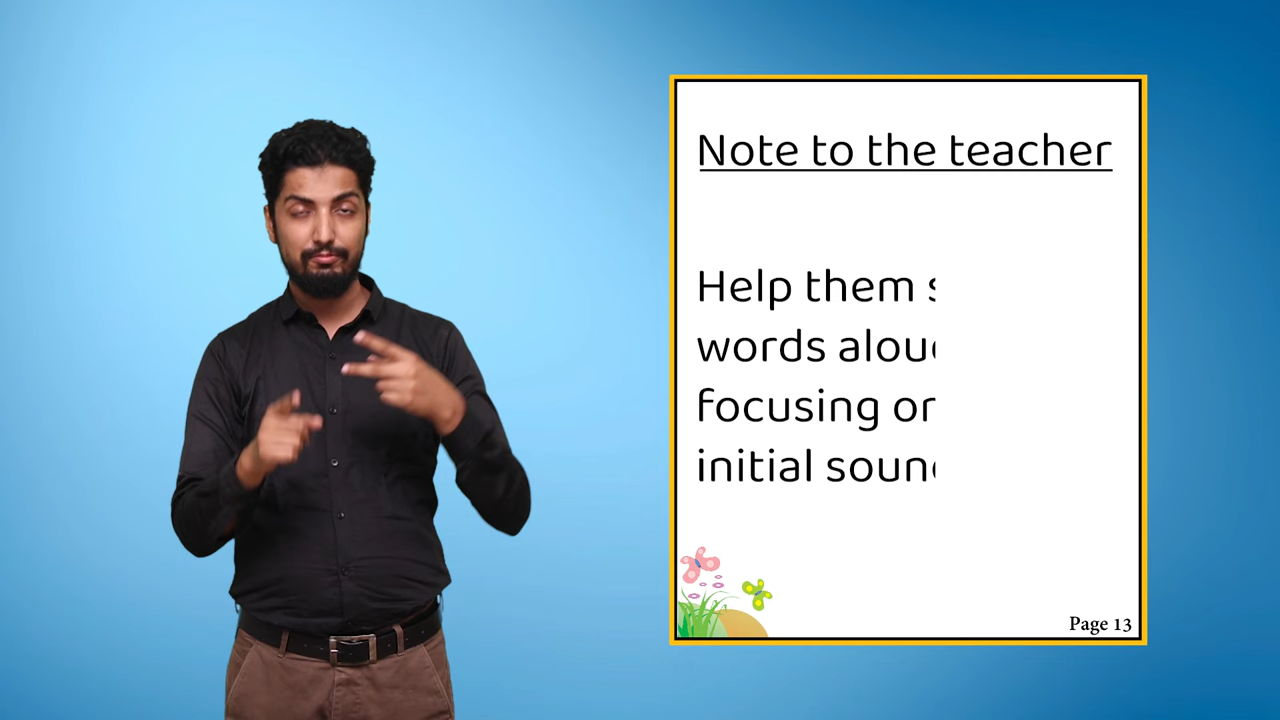 Note to the teacher
Help them
words
focusing
initial
Page 13